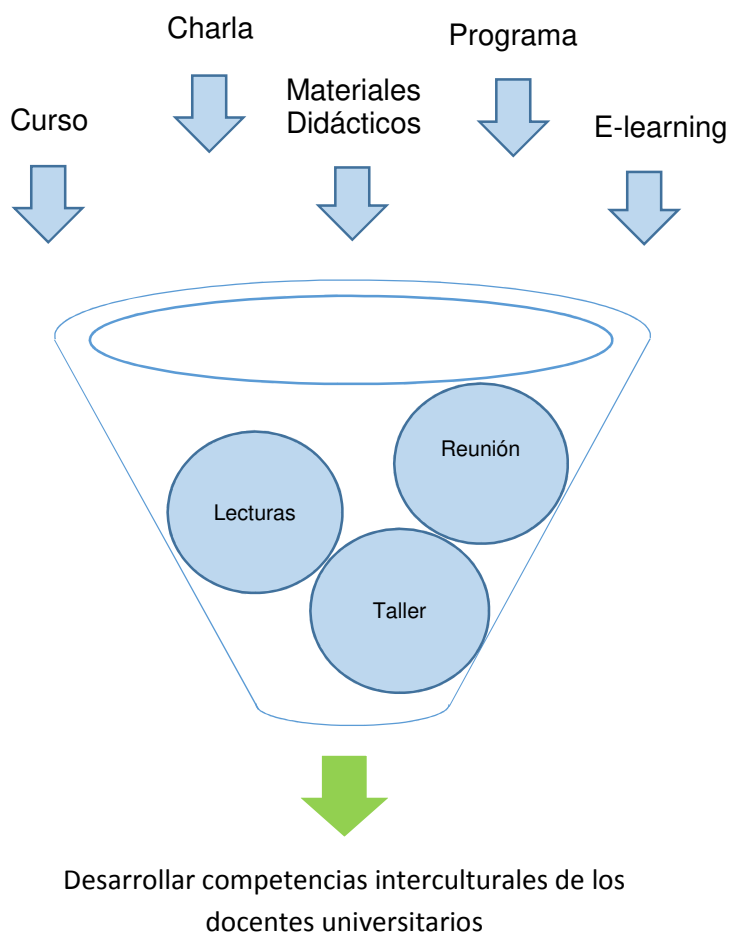 Charla
Programa
Curso
Materiales
Didácticos
E-learning
Reunión
Lecturas
Taller
Desarrollar competencias interculturales de los
docentes universitarios